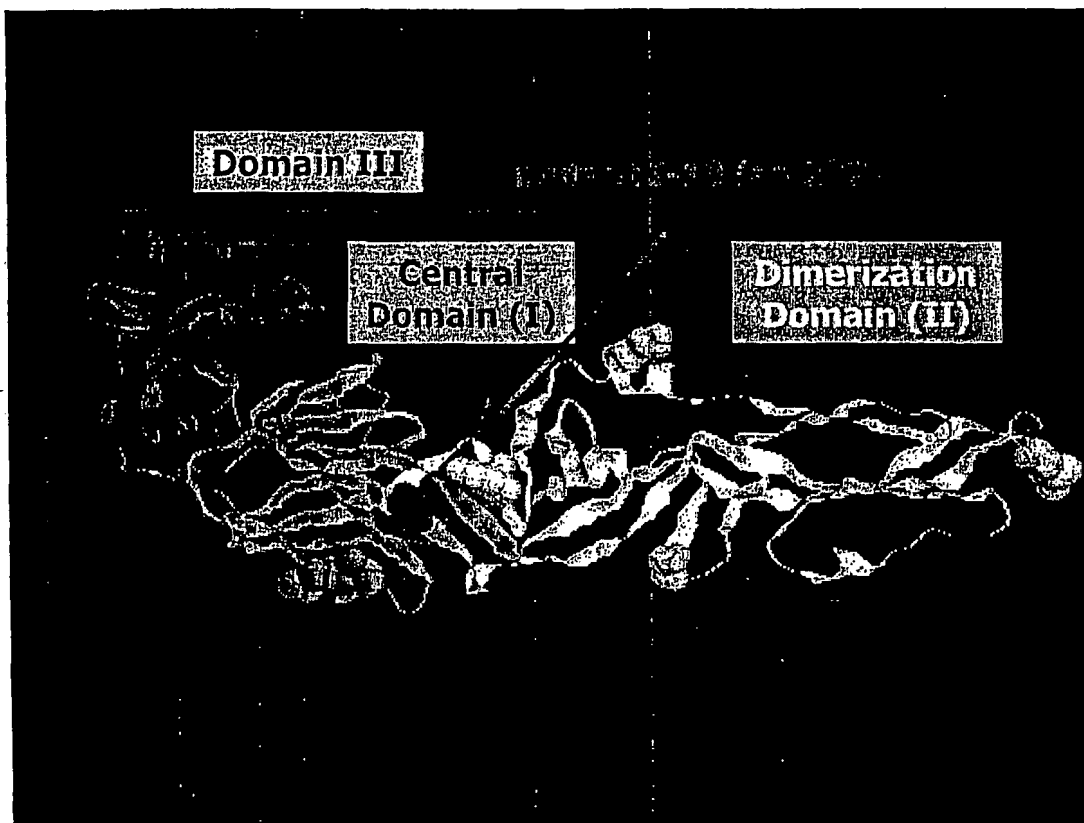 Domain III
Central
Domain (I)
Dimerization
Domain (II)